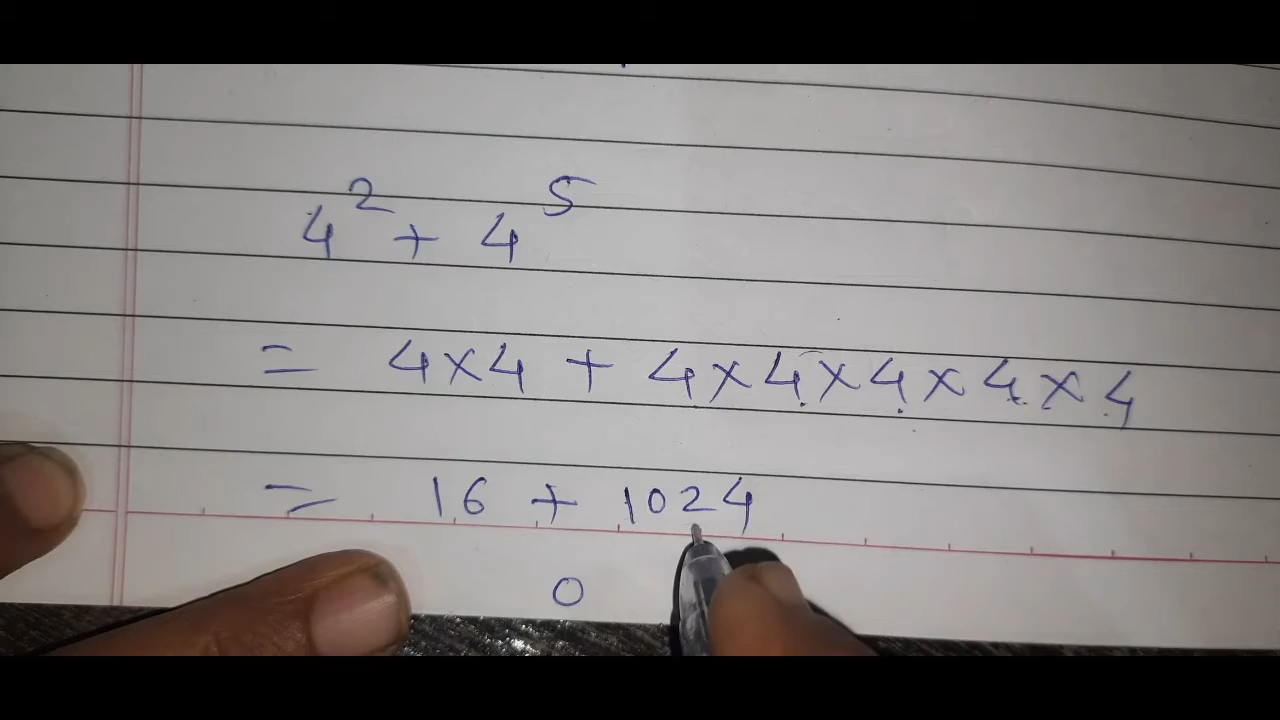 4² + 4⁵
= 4×4 + 4×4×4×4×4
= 16 + 1024
0